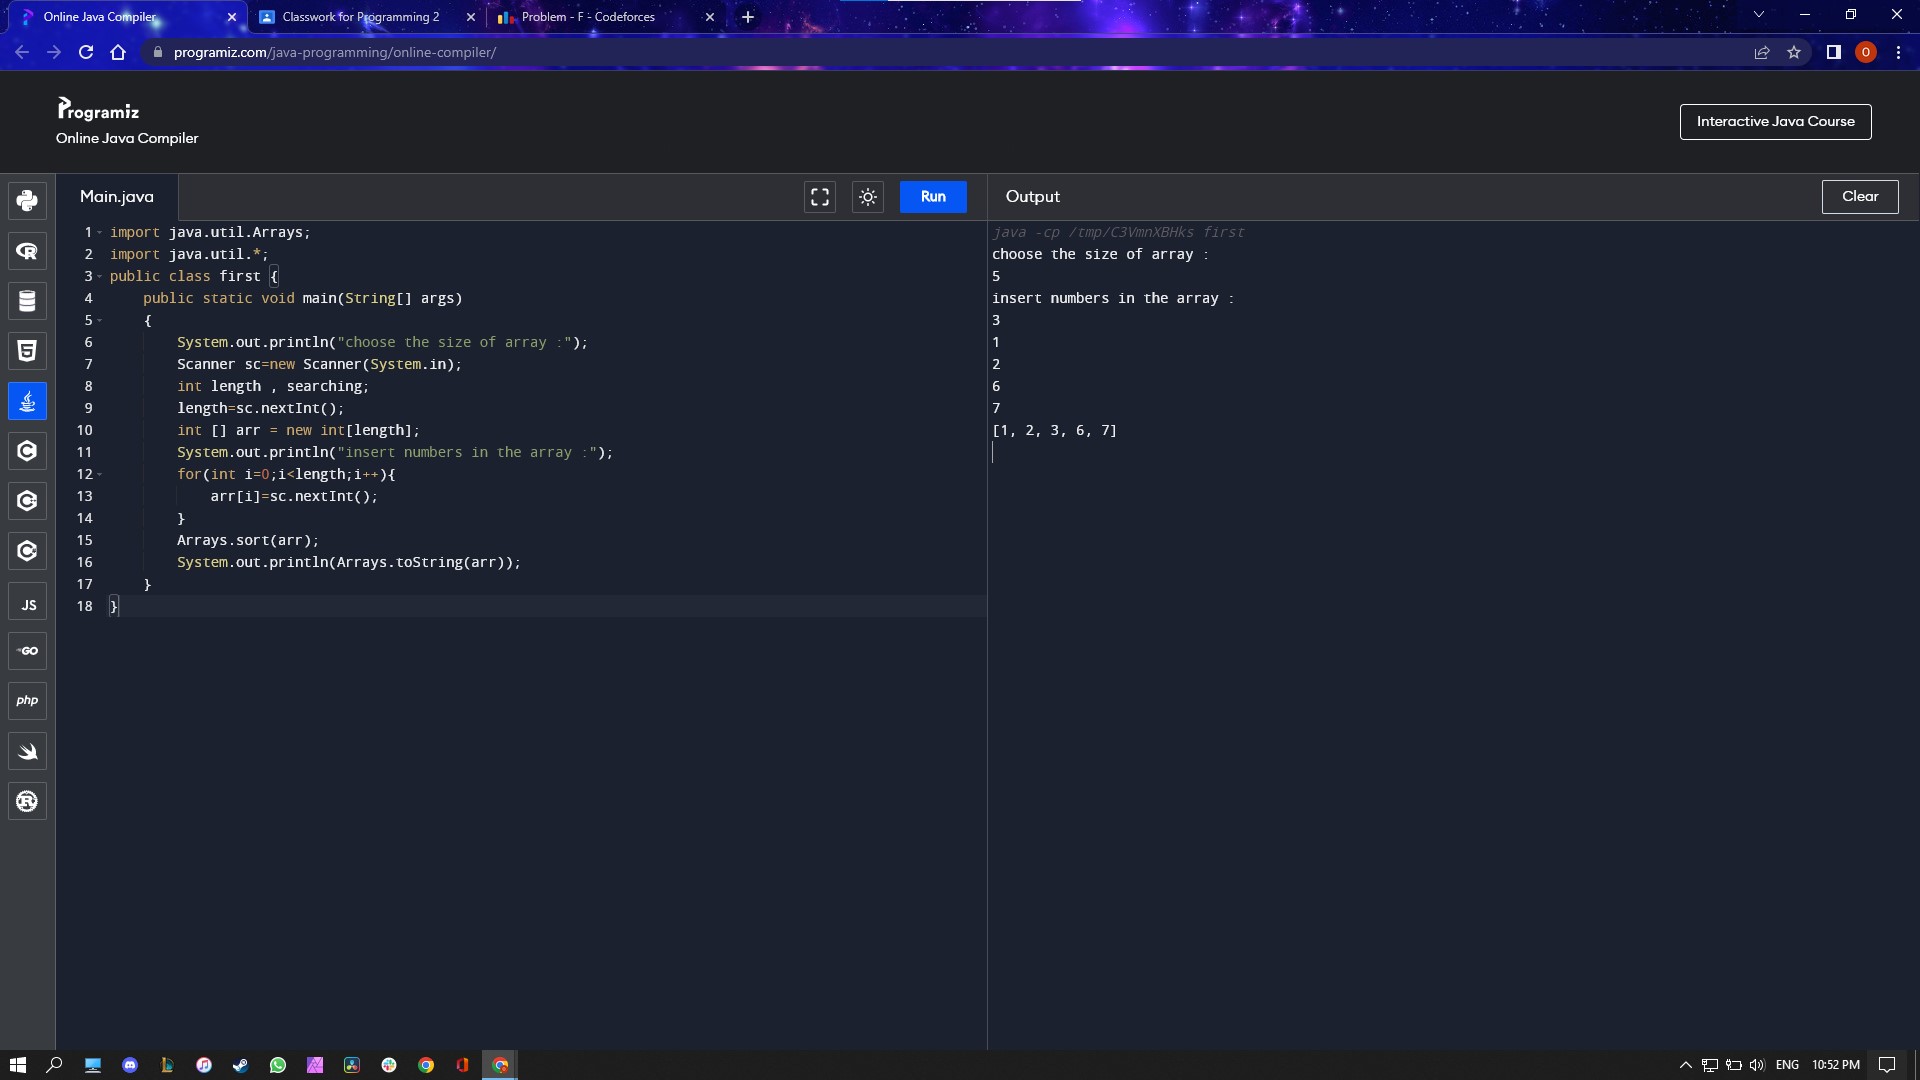 Online Java Compiler
Classwork for Programming 2
Problem - F - Codeforces
programiz.com/java-programming/online-compiler/
O
Programiz
Online Java Compiler
Interactive Java Course
Main.java
Run
Output
Clear
1 import java.util.Arrays;
2 import java.util.*;
3 public class first {
4 public static void main(String[] args)
5 {
6 System.out.println("choose the size of array :");
7 Scanner sc=new Scanner(System.in);
8 int length , searching;
9 length=sc.nextInt();
10 int [] arr = new int[length];
11 System.out.println("insert numbers in the array :");
12 for(int i=0;i<length;i++){
13 arr[i]=sc.nextInt();
14 }
15 Arrays.sort(arr);
16 System.out.println(Arrays.toString(arr));
17 }
18 }
java -cp /tmp/C3VmnXBHks first
choose the size of array :
5
insert numbers in the array :
3
1
2
6
7
[1, 2, 3, 6, 7]
R
5
C
C
C
JS
GO
php
R
ENG
10:52 PM